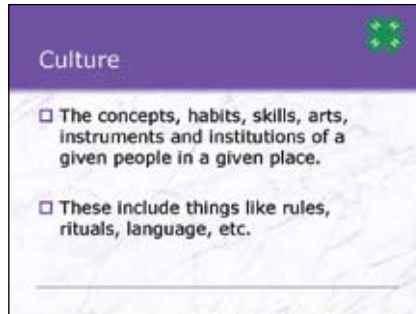 Culture
The concepts, habits, skills, arts,
instruments and institutions of a
given people in a given place.
These include things like rules,
rituals, language, etc.